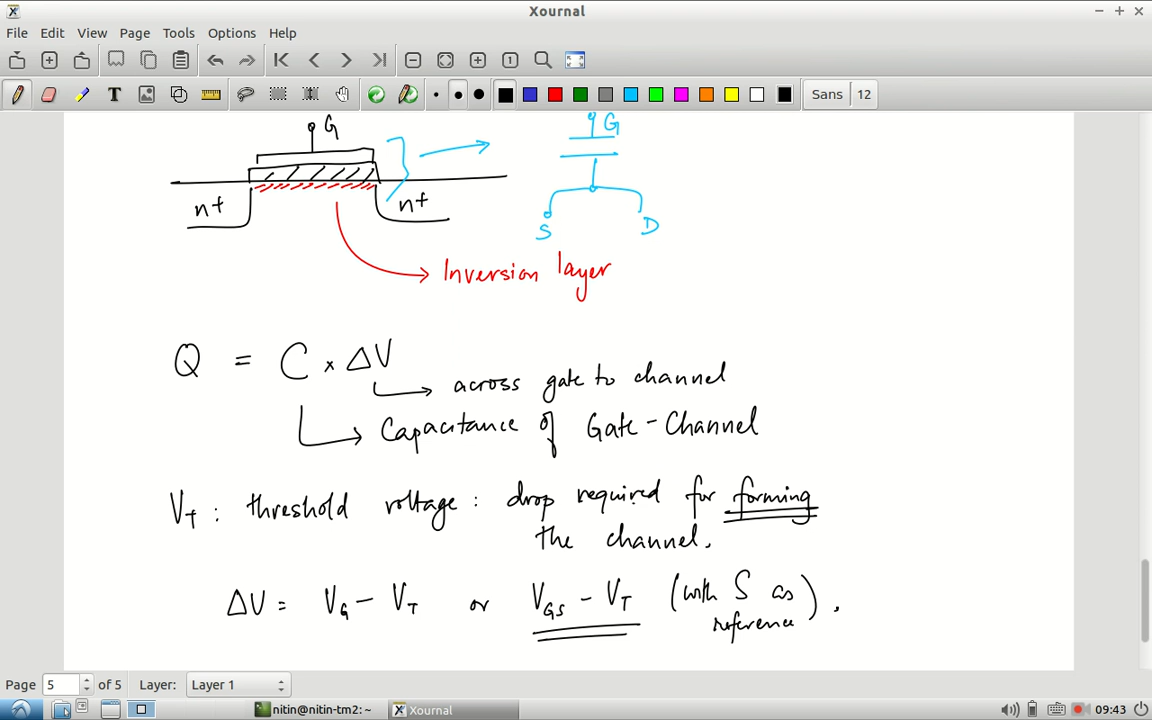 Xournal
File Edit View Page Tools Options Help
Sans 12
G
G
n+
n+
S
D
Inversion layer
Q = C × ΔV
across gate to channel
Capacitance of Gate-Channel
VT : threshold voltage : drop required for forming
the channel.
ΔV = VG - VT or VGS - VT (with S as
reference).
Page 5 of 5 Layer: Layer 1
nitin@nitin-tm2: ~ Xournal 09:43